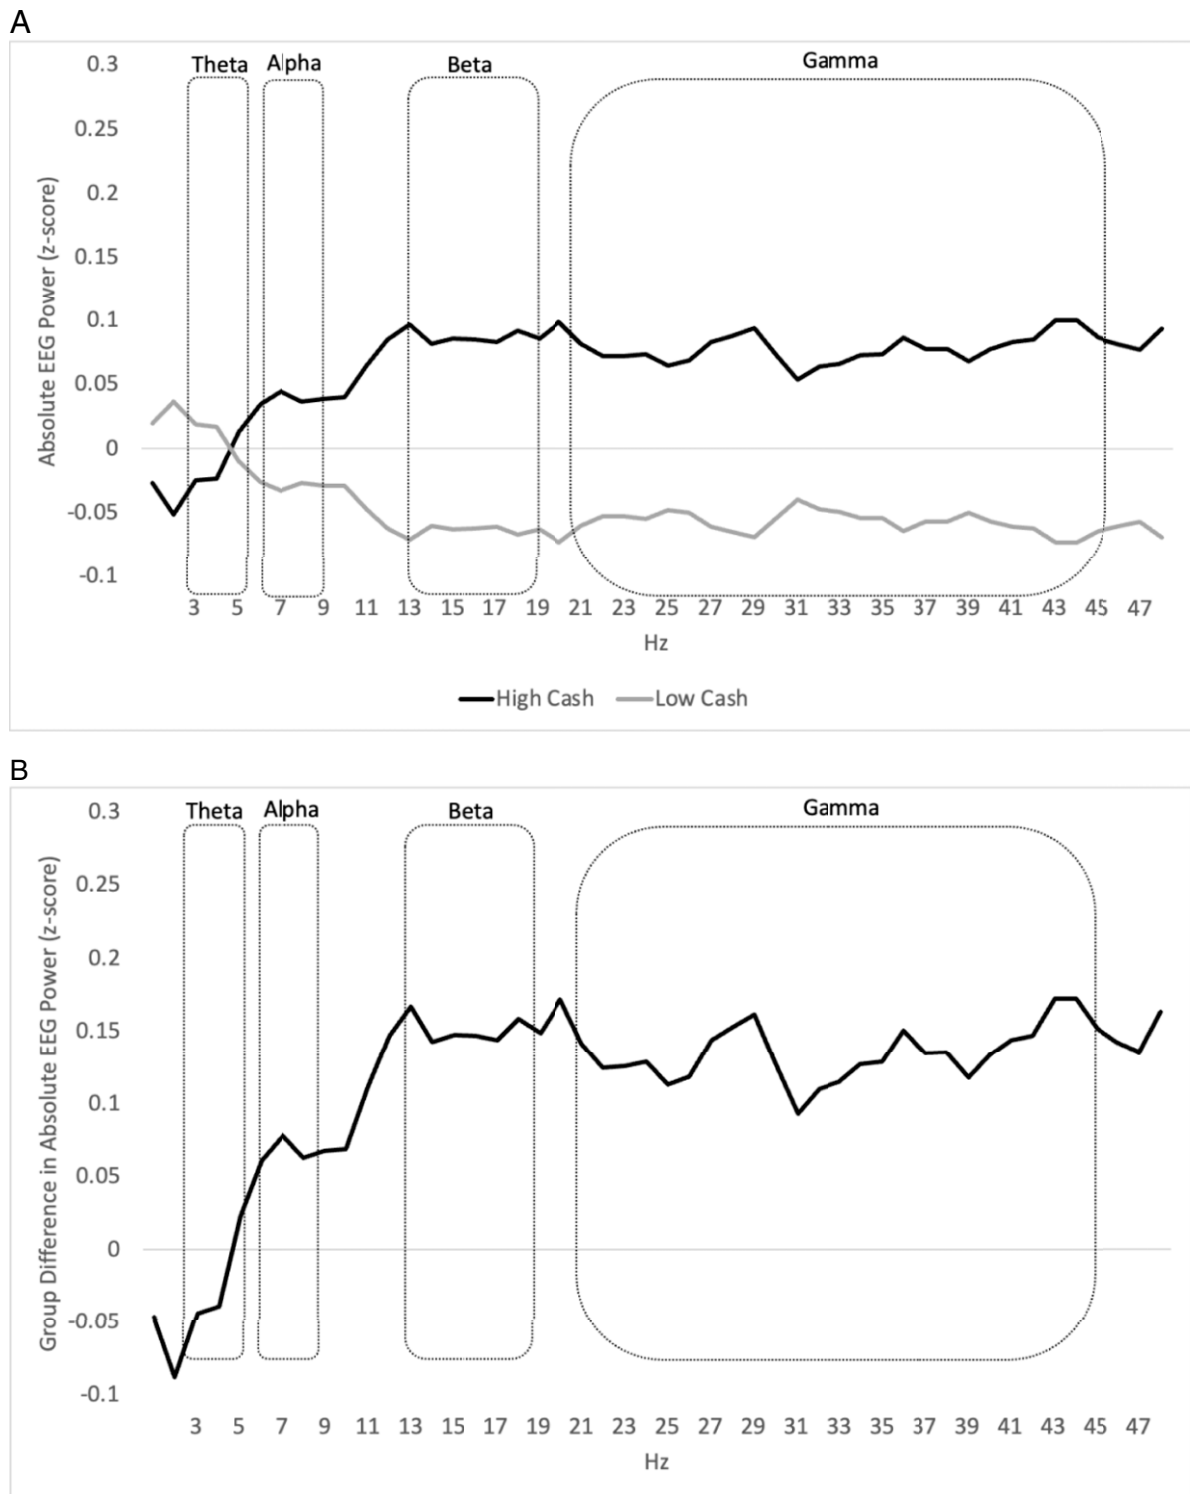 A
Theta Alpha Beta Gamma
0.3
0.25
0.2
0.15
0.1
0.05
0
-0.05
-0.1
Absolute EEG Power (z-score)
3 5 7 9 11 13 15 17 19 21 23 25 27 29 31 33 35 37 39 41 43 45 47
Hz
High Cash Low Cash
B
Theta Alpha Beta Gamma
0.3
0.25
0.2
0.15
0.1
0.05
0
-0.05
-0.1
Group Difference in Absolute EEG Power (z-score)
3 5 7 9 11 13 15 17 19 21 23 25 27 29 31 33 35 37 39 41 43 45 47
Hz